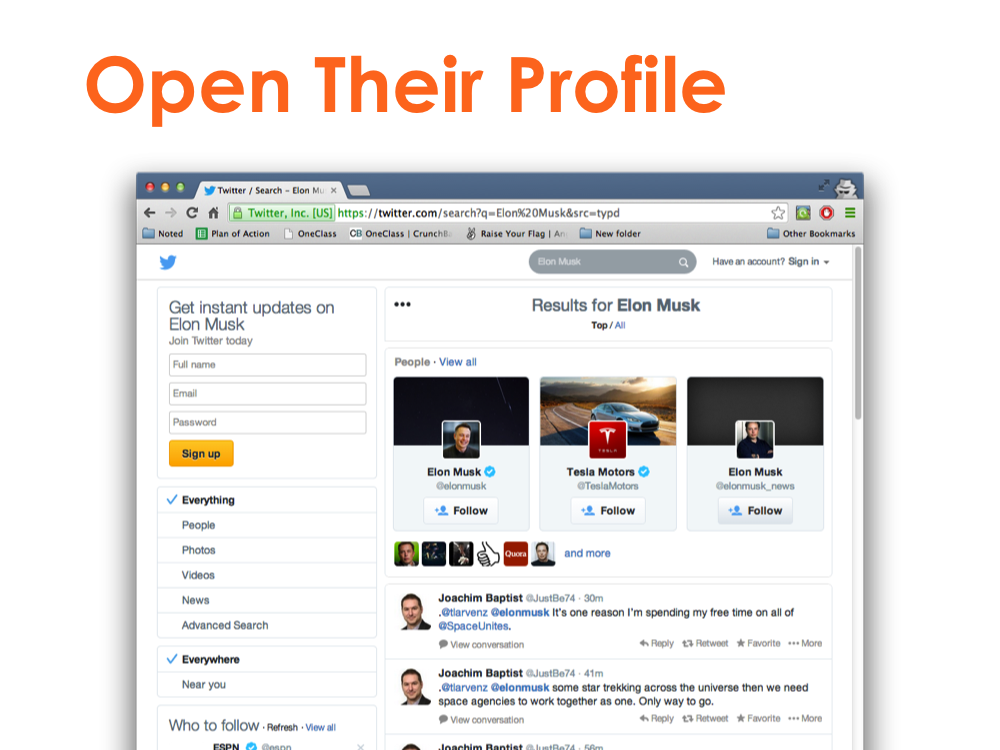 Open Their Profile
Twitter / Search – Elon Mu
Twitter, Inc. [US] https://twitter.com/search?q=Elon%20Musk&src=typd
Noted Plan of Action OneClass CB OneClass | CrunchBa Raise Your Flag | An New folder Other Bookmarks
Elon Musk
Have an account? Sign in
Get instant updates on
Elon Musk
Join Twitter today
Full name
Email
Password
Sign up
Everything
People
Photos
Videos
News
Advanced Search
Everywhere
Near you
Who to follow · Refresh · View all
ESPN @espn
Results for Elon Musk
Top / All
People · View all
Elon Musk
@elonmusk
Follow
TESLA
Tesla Motors
@TeslaMotors
Follow
Elon Musk
@elonmusk_news
Follow
Quora
and more
Joachim Baptist @JustBe74 · 30m
.@tlarvenz @elonmusk It's one reason I'm spending my free time on all of
@SpaceUnites.
View conversation Reply Retweet Favorite More
Joachim Baptist @JustBe74 · 41m
.@tlarvenz @elonmusk some star trekking across the universe then we need
space agencies to work together as one. Only way to go.
View conversation Reply Retweet Favorite More
Joachim Baptist @JustBe74 · 56m